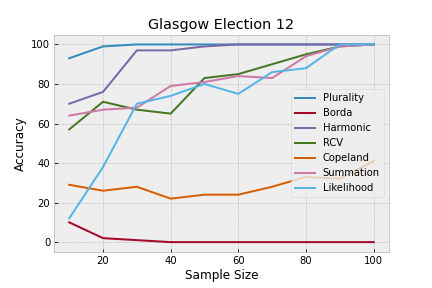 Glasgow Election 12
Accuracy
100
80
60
40
20
0
Plurality
Borda
Harmonic
RCV
Copeland
Summation
Likelihood
20
40
60
80
100
Sample Size